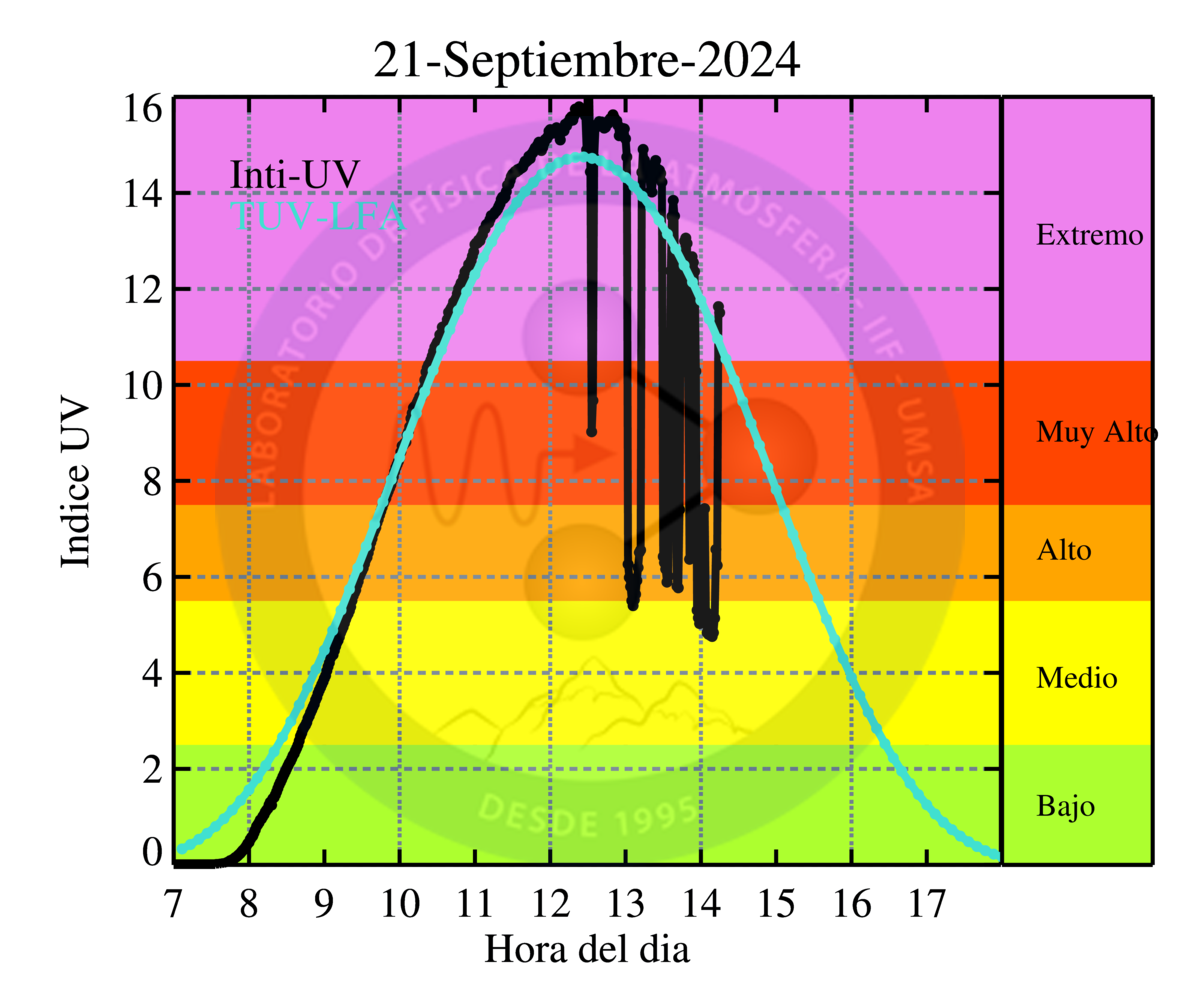 21-Septiembre-2024
Indice UV
16
14
12
10
8
6
4
2
0
Inti-UV
TUV-LFA
LABORATORIO DE FÍSICA DE LA ATMÓSFERA - IIF - UMSA
DESDE 1995
Extremo
Muy Alto
Alto
Medio
Bajo
7 8 9 10 11 12 13 14 15 16 17
Hora del dia